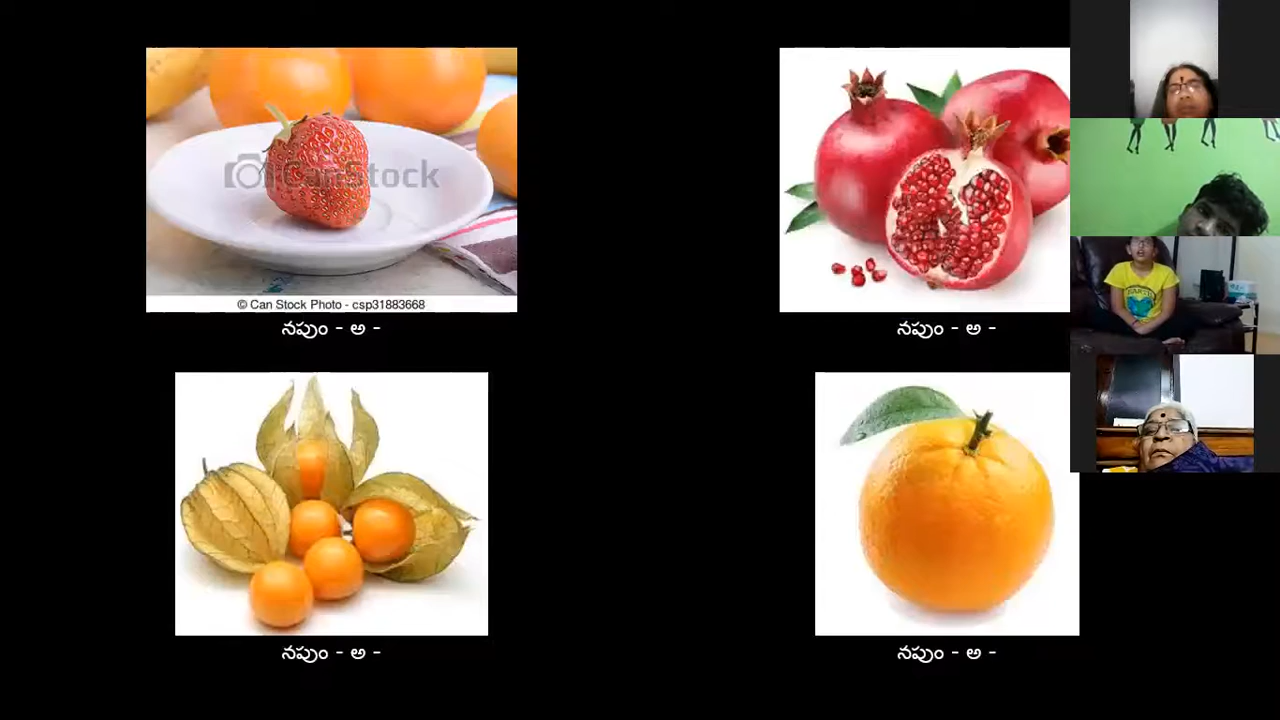 CanStock
© Can Stock Photo - csp31883668
నపుం - అ -
నపుం - అ -
నపుం - అ -
నపుం - అ -